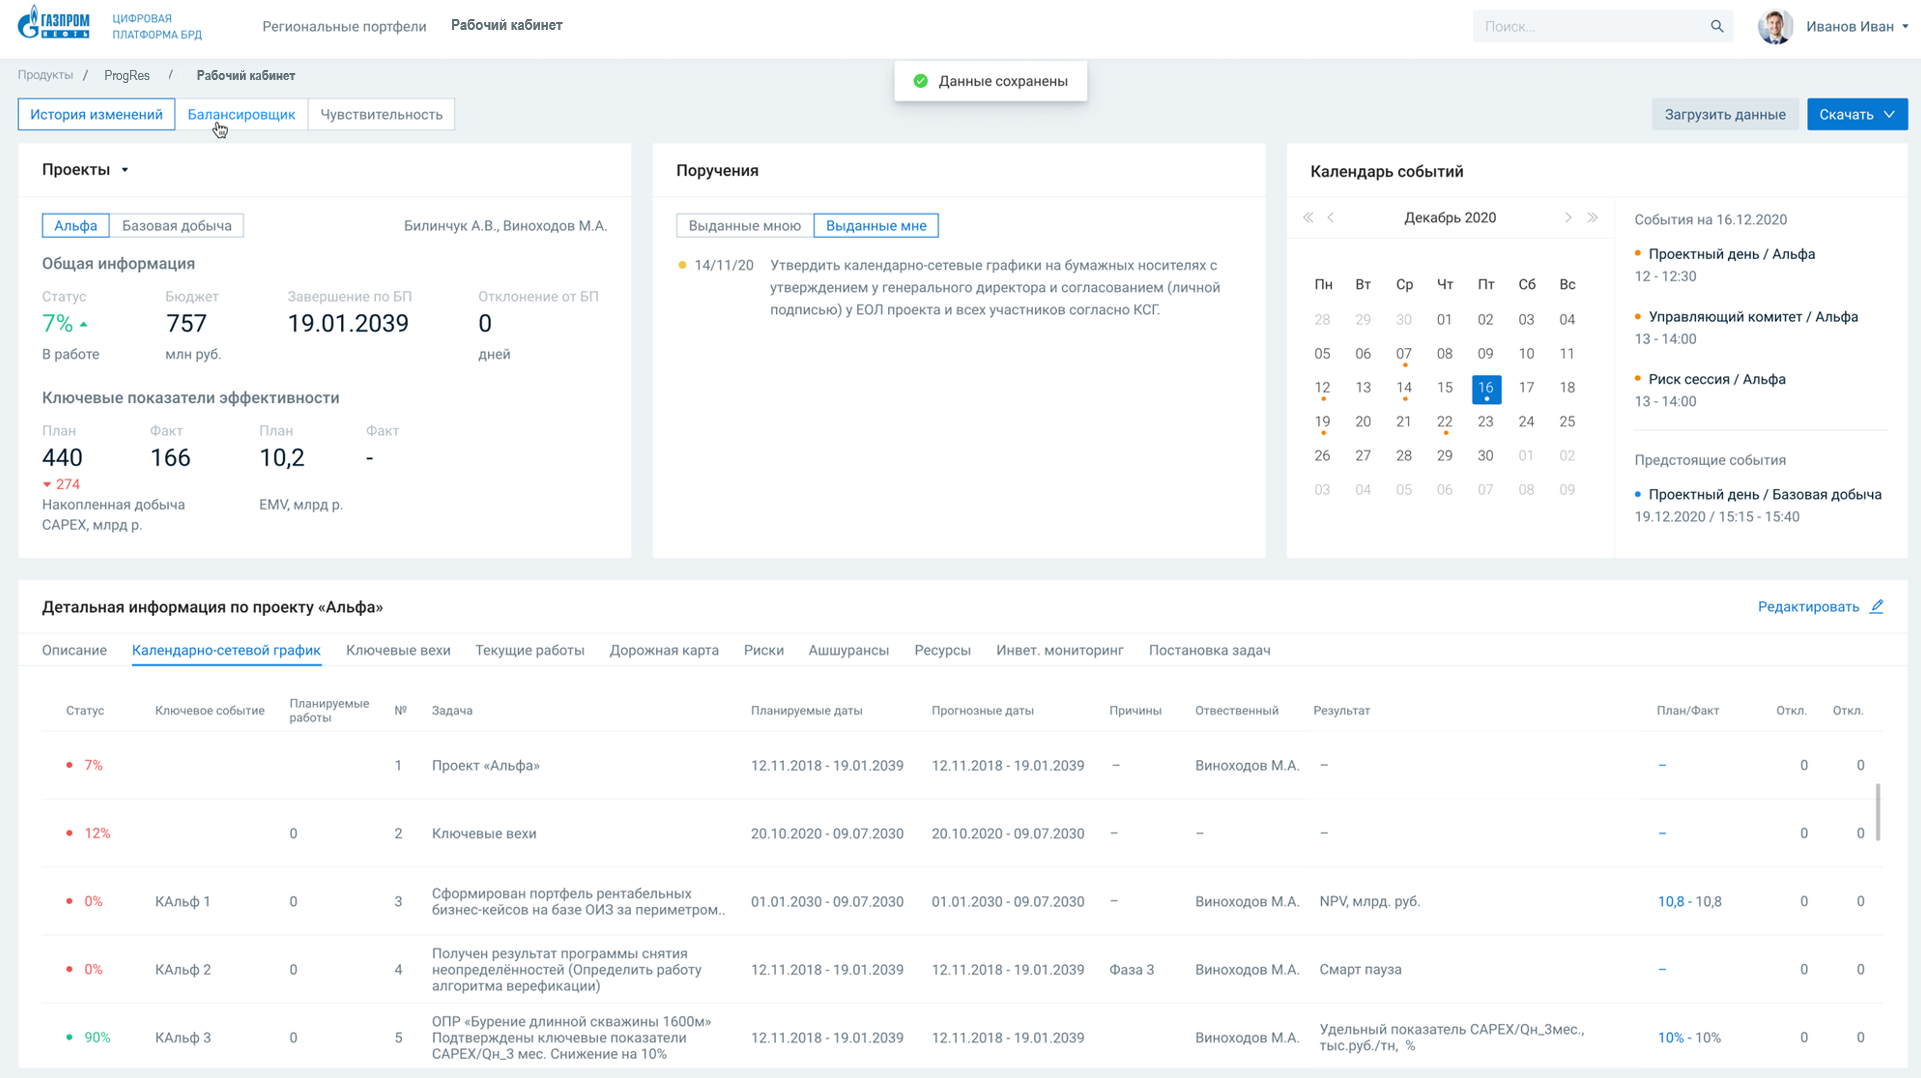 ГАЗПРОМ
НЕФТЬ
ЦИФРОВАЯ
ПЛАТФОРМА БРД
Региональные портфели
Рабочий кабинет
Поиск...
Иванов Иван
Продукты / ProgRes / Рабочий кабинет
Данные сохранены
История изменений
Балансировщик
Чувствительность
Загрузить данные
Скачать
Проекты
Альфа
Базовая добыча
Билинчук А.В., Виноходов М.А.
Общая информация
Статус Бюджет Завершение по БП Отклонение от БП
7% 757 19.01.2039 0
В работе млн руб. дней
Ключевые показатели эффективности
План Факт План Факт
440 166 10,2 -
274
Накопленная добыча EMV, млрд р.
CAPEX, млрд р.
Поручения
Выданные мною
Выданные мне
14/11/20 Утвердить календарно-сетевые графики на бумажных носителях с
утверждением у генерального директора и согласованием (личной
подписью) у ЕОЛ проекта и всех участников согласно КСГ.
Календарь событий
Декабрь 2020
Пн Вт Ср Чт Пт Сб Вс
28 29 30 01 02 03 04
05 06 07 08 09 10 11
12 13 14 15 16 17 18
19 20 21 22 23 24 25
26 27 28 29 30 01 02
03 04 05 06 07 08 09
События на 16.12.2020
Проектный день / Альфа
12 - 12:30
Управляющий комитет / Альфа
13 - 14:00
Риск сессия / Альфа
13 - 14:00
Предстоящие события
Проектный день / Базовая добыча
19.12.2020 / 15:15 - 15:40
Детальная информация по проекту «Альфа»
Редактировать
Описание Календарно-сетевой график Ключевые вехи Текущие работы Дорожная карта Риски Ашшурансы Ресурсы Инвет. мониторинг Постановка задач
Статус Ключевое событие Планируемые работы № Задача Планируемые даты Прогнозные даты Причины Отвественный Результат План/Факт Откл. Откл.
7% 1 Проект «Альфа» 12.11.2018 - 19.01.2039 12.11.2018 - 19.01.2039 – Виноходов М.А. – – 0 0
12% 0 2 Ключевые вехи 20.10.2020 - 09.07.2030 20.10.2020 - 09.07.2030 – – – – 0 0
0% КАльф 1 0 3 Сформирован портфель рентабельных
бизнес-кейсов на базе ОИЗ за периметром..
01.01.2030 - 09.07.2030 01.01.2030 - 09.07.2030 – Виноходов М.А. NPV, млрд. руб. 10,8 - 10,8 0 0
0% КАльф 2 0 4 Получен результат программы снятия
неопределённостей (Определить работу
алгоритма верефикации)
12.11.2018 - 19.01.2039 12.11.2018 - 19.01.2039 Фаза 3 Виноходов М.А. Смарт пауза – 0 0
90% КАльф 3 0 5 ОПР «Бурение длинной скважины 1600м»
Подтверждены ключевые показатели
CAPEX/Qн_3 мес. Снижение на 10%
12.11.2018 - 19.01.2039 12.11.2018 - 19.01.2039 Виноходов М.А. Удельный показатель CAPEX/Qн_3мес.,
тыс.руб./тн, %
10% - 10% 0 0